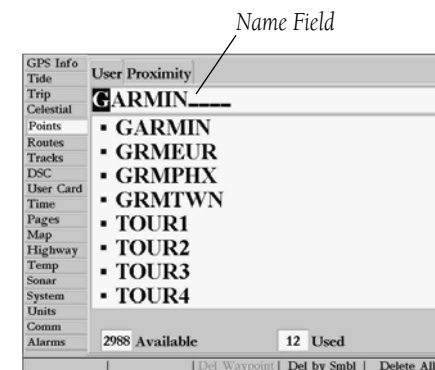 Name Field
GPS Info
Tide
Trip
Celestial
Points
Routes
Tracks
DSC
User Card
Time
Pages
Map
Highway
Temp
Sonar
System
Units
Comm
Alarms
User Proximity
GARMIN____
GARMIN
GRMEUR
GRMPHX
GRMTWN
TOUR1
TOUR2
TOUR3
TOUR4
2988 Available 12 Used
Del Waypoint | Del by Smbl | Delete All